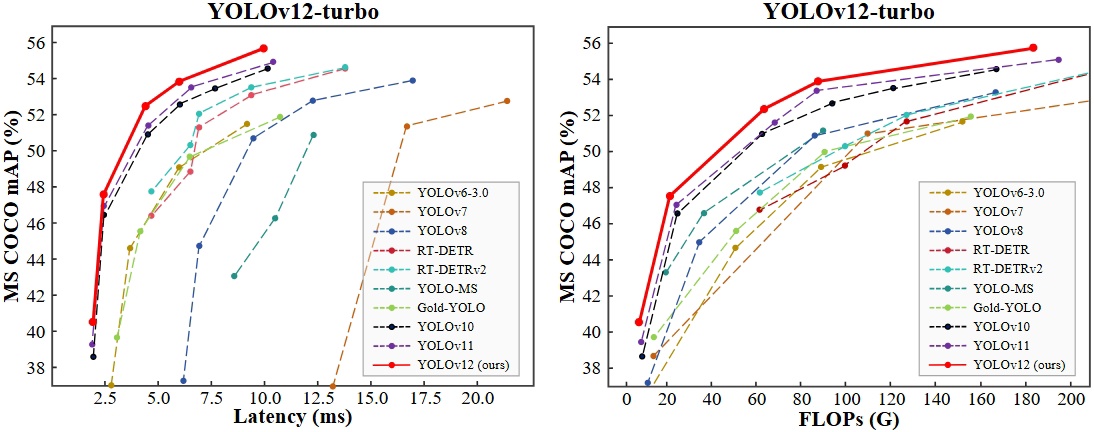 YOLOv12-turbo
MS COCO mAP (%)
56
54
52
50
48
46
44
42
40
38
2.5
5.0
7.5
10.0
12.5
15.0
17.5
20.0
Latency (ms)
YOLOv6-3.0
YOLOv7
YOLOv8
RT-DETR
RT-DETRv2
YOLO-MS
Gold-YOLO
YOLOv10
YOLOv11
YOLOv12 (ours)
YOLOv12-turbo
MS COCO mAP (%)
56
54
52
50
48
46
44
42
40
38
0
20
40
60
80
100
120
140
160
180
200
FLOPs (G)
YOLOv6-3.0
YOLOv7
YOLOv8
RT-DETR
RT-DETRv2
YOLO-MS
Gold-YOLO
YOLOv10
YOLOv11
YOLOv12 (ours)